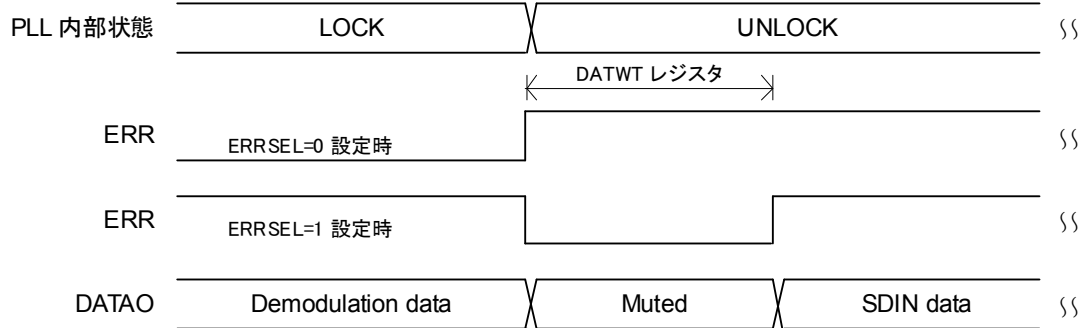 PLL 内部状態 LOCK UNLOCK
DATWT レジスタ
ERR ERRSEL=0 設定時
ERR ERRSEL=1 設定時
DATAO Demodulation data Muted SDIN data